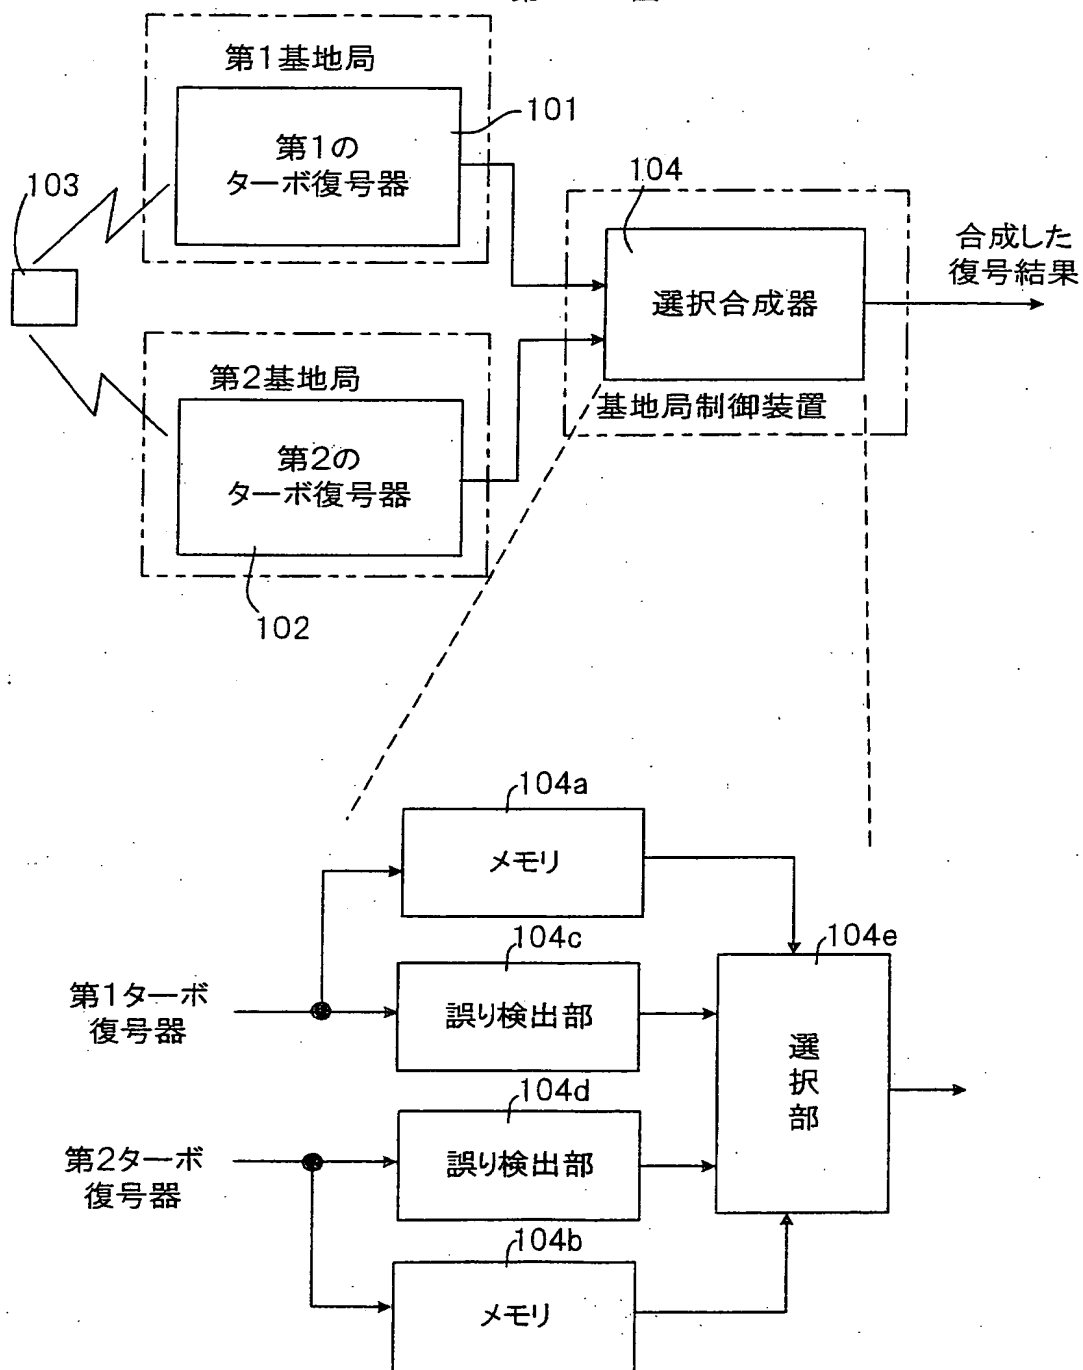 第1基地局
101
第1の
ターボ復号器
103
104
合成した
復号結果
選択合成器
第2基地局
基地局制御装置
第2の
ターボ復号器
102
104a
メモリ
104c
104e
第1ターボ
復号器
誤り検出部
選択部
104d
第2ターボ
復号器
誤り検出部
104b
メモリ